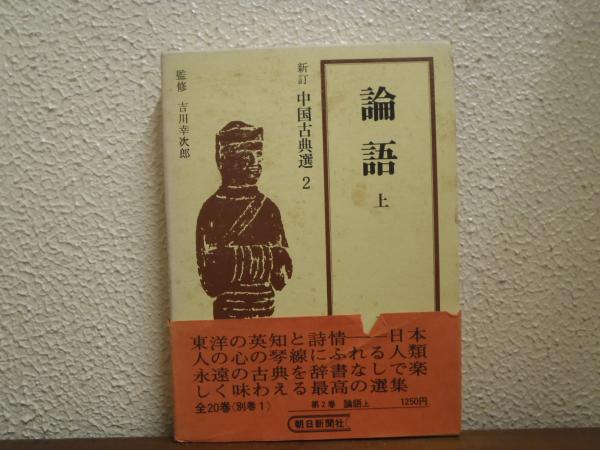 論語 上
新訂 中国古典選 2
監修 吉川幸次郎
東洋の英知と詩情――日本
人の心の琴線にふれる人類
永遠の古典を辞書なしで楽
しく味わえる最高の選集
全20巻〈別巻1〉 第2巻 論語上 1250円
朝日新聞社